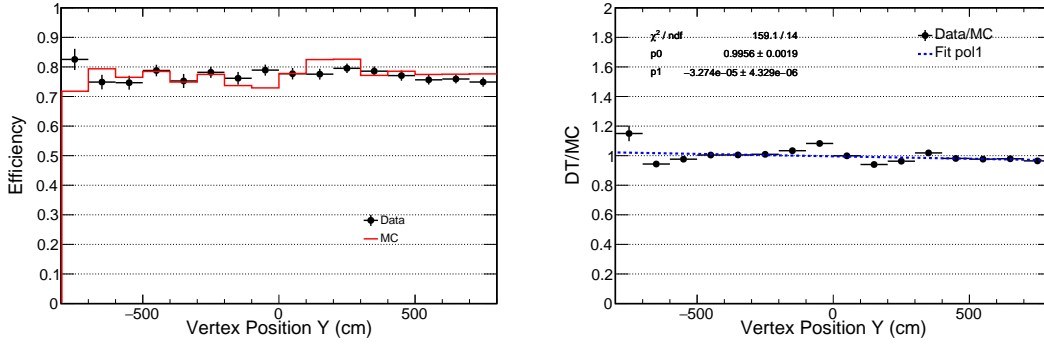 1
0.9
0.8
0.7
0.6
0.5
0.4
0.3
0.2
0.1
0
Efficiency
Data
MC
−500 0 500
Vertex Position Y (cm)
2
1.8
1.6
1.4
1.2
1
0.8
0.6
0.4
0.2
0
DT/MC
χ² / ndf 159.1 / 14
p0 0.9956 ± 0.0019
p1 −3.274e−05 ± 4.329e−06
Data/MC
Fit pol1
−500 0 500
Vertex Position Y (cm)